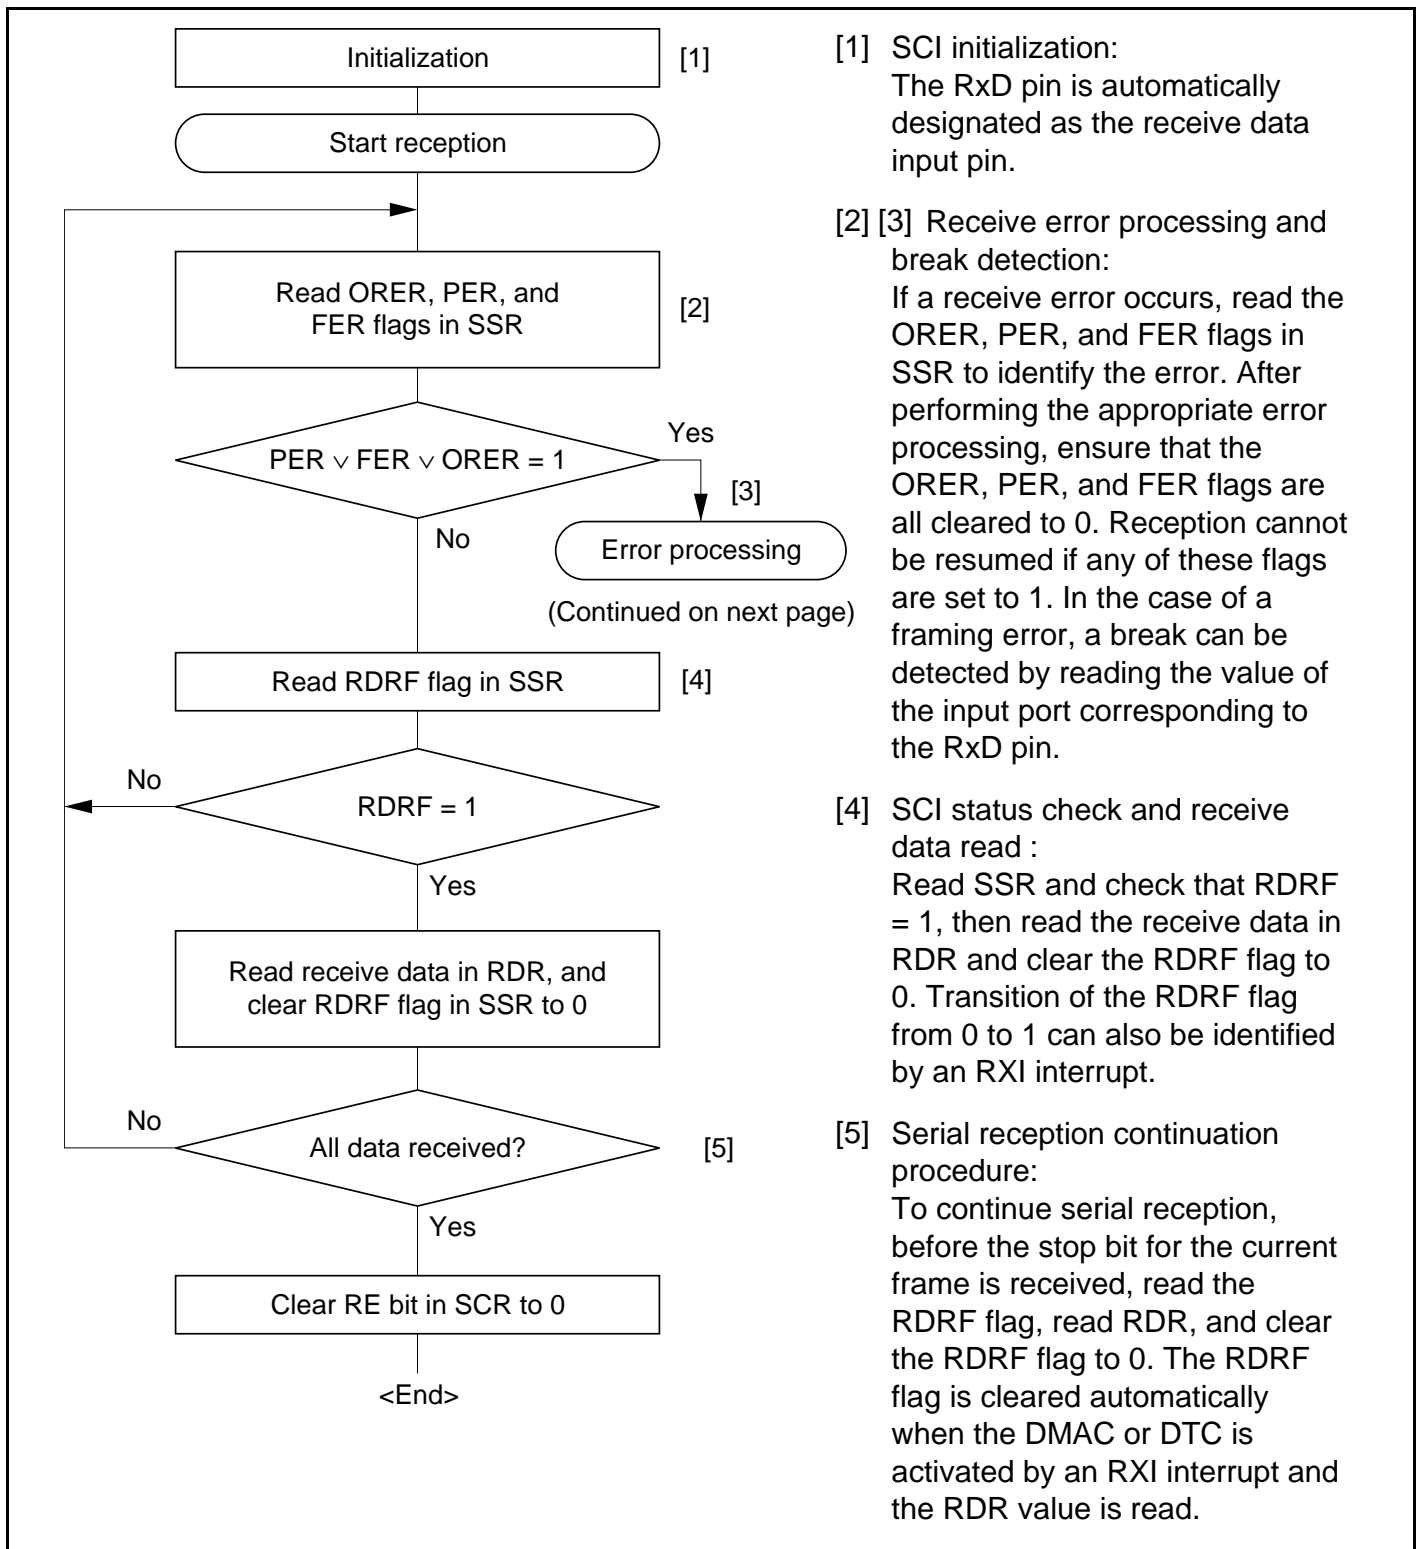 Initialization
[1]
Start reception
Read ORER, PER, and
FER flags in SSR
[2]
PER ∨ FER ∨ ORER = 1
Yes
[3]
No
Error processing
(Continued on next page)
Read RDRF flag in SSR
[4]
No
RDRF = 1
Yes
Read receive data in RDR, and
clear RDRF flag in SSR to 0
No
All data received?
[5]
Yes
Clear RE bit in SCR to 0
<End>
[1] SCI initialization:
The RxD pin is automatically
designated as the receive data
input pin.
[2] [3] Receive error processing and
break detection:
If a receive error occurs, read the
ORER, PER, and FER flags in
SSR to identify the error. After
performing the appropriate error
processing, ensure that the
ORER, PER, and FER flags are
all cleared to 0. Reception cannot
be resumed if any of these flags
are set to 1. In the case of a
framing error, a break can be
detected by reading the value of
the input port corresponding to
the RxD pin.
[4] SCI status check and receive
data read :
Read SSR and check that RDRF
= 1, then read the receive data in
RDR and clear the RDRF flag to
0. Transition of the RDRF flag
from 0 to 1 can also be identified
by an RXI interrupt.
[5] Serial reception continuation
procedure:
To continue serial reception,
before the stop bit for the current
frame is received, read the
RDRF flag, read RDR, and clear
the RDRF flag to 0. The RDRF
flag is cleared automatically
when the DMAC or DTC is
activated by an RXI interrupt and
the RDR value is read.